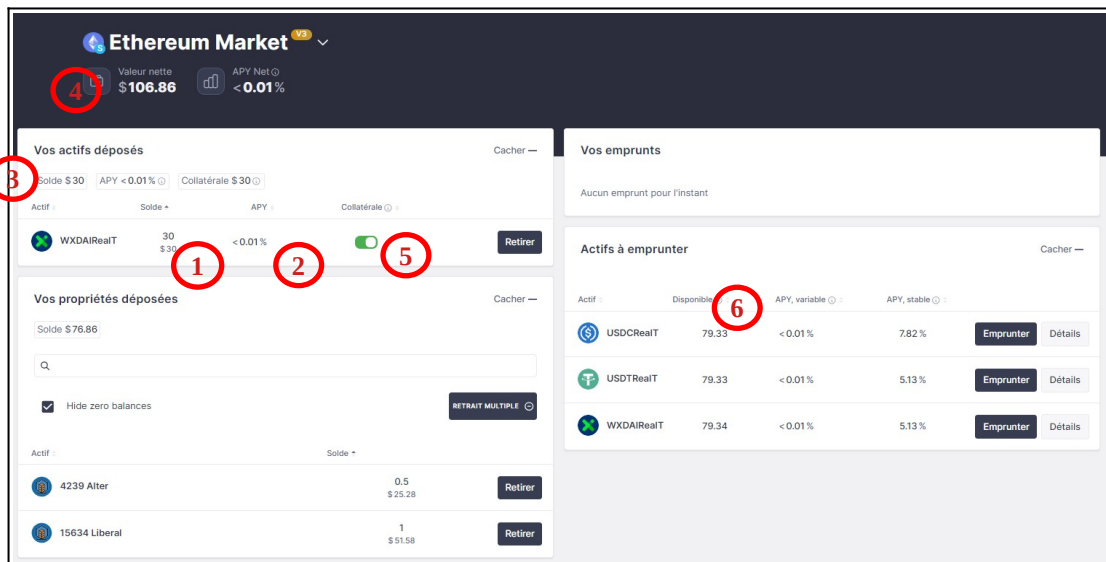 Ethereum Market V3
Valeur nette
$106.86
APY Net
<0.01%
4
Vos actifs déposés
Cacher —
3
Solde $30
APY <0.01%
Collatérale $30
Actif
Solde
APY
Collatérale
WXDAIRealT
30
$30
<0.01%
Retirer
1
2
5
Vos propriétés déposées
Cacher —
Solde $76.86
Hide zero balances
RETRAIT MULTIPLE
Actif
Solde
4239 Alter
0.5
$25.28
Retirer
15634 Liberal
1
$51.58
Retirer
Vos emprunts
Aucun emprunt pour l'instant
Actifs à emprunter
Cacher —
Actif
Disponible
APY, variable
APY, stable
6
USDCRealT
79.33
<0.01%
7.82%
Emprunter
Détails
USDTRealT
79.33
<0.01%
5.13%
Emprunter
Détails
WXDAIRealT
79.34
<0.01%
5.13%
Emprunter
Détails